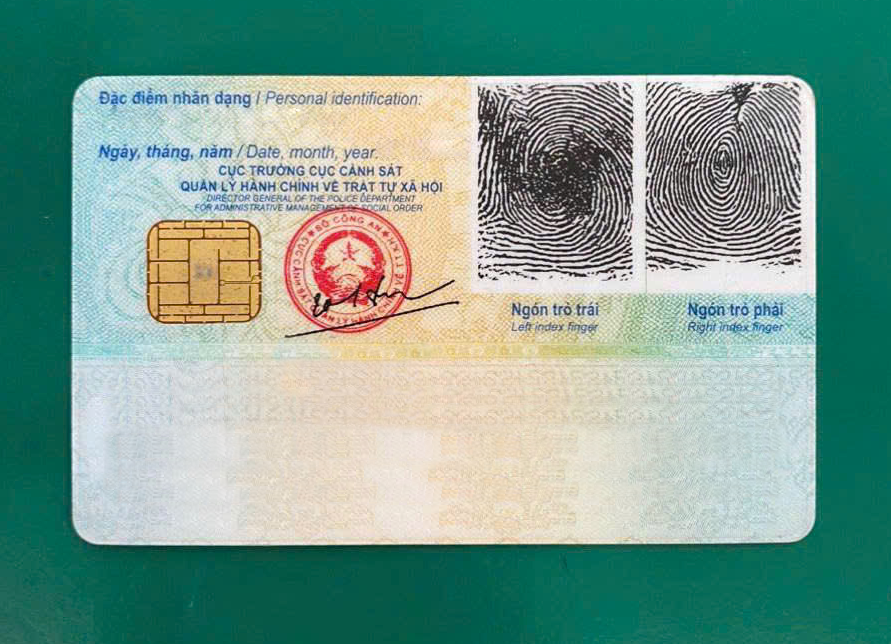 Đặc điểm nhân dạng / Personal identification:
Ngày, tháng, năm / Date, month, year:
CỤC TRƯỞNG CỤC CẢNH SÁT
QUẢN LÝ HÀNH CHÍNH VỀ TRẬT TỰ XÃ HỘI
DIRECTOR GENERAL OF THE POLICE DEPARTMENT
FOR ADMINISTRATIVE MANAGEMENT OF SOCIAL ORDER
BỘ CÔNG AN
Ngón trỏ trái
Left index finger
Ngón trỏ phải
Right index finger